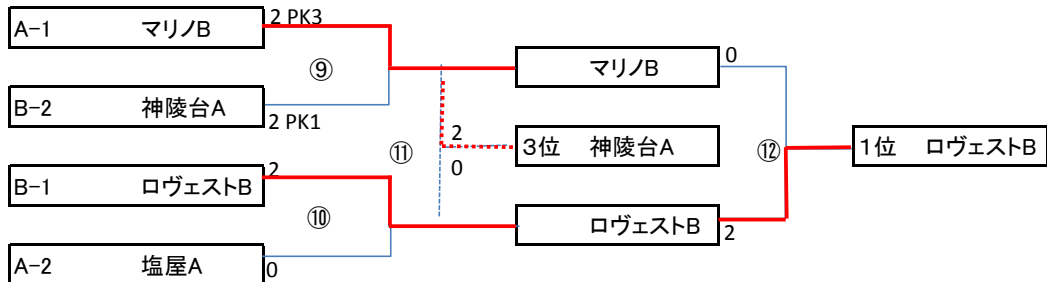 A-1 マリノB
2 PK3
⑨
B-2 神陵台A
2 PK1
B-1 ロヴェストB
2
⑩
A-2 塩屋A
0
⑪
2
0
マリノB
0
3位 神陵台A
ロヴェストB
2
⑫
1位 ロヴェストB